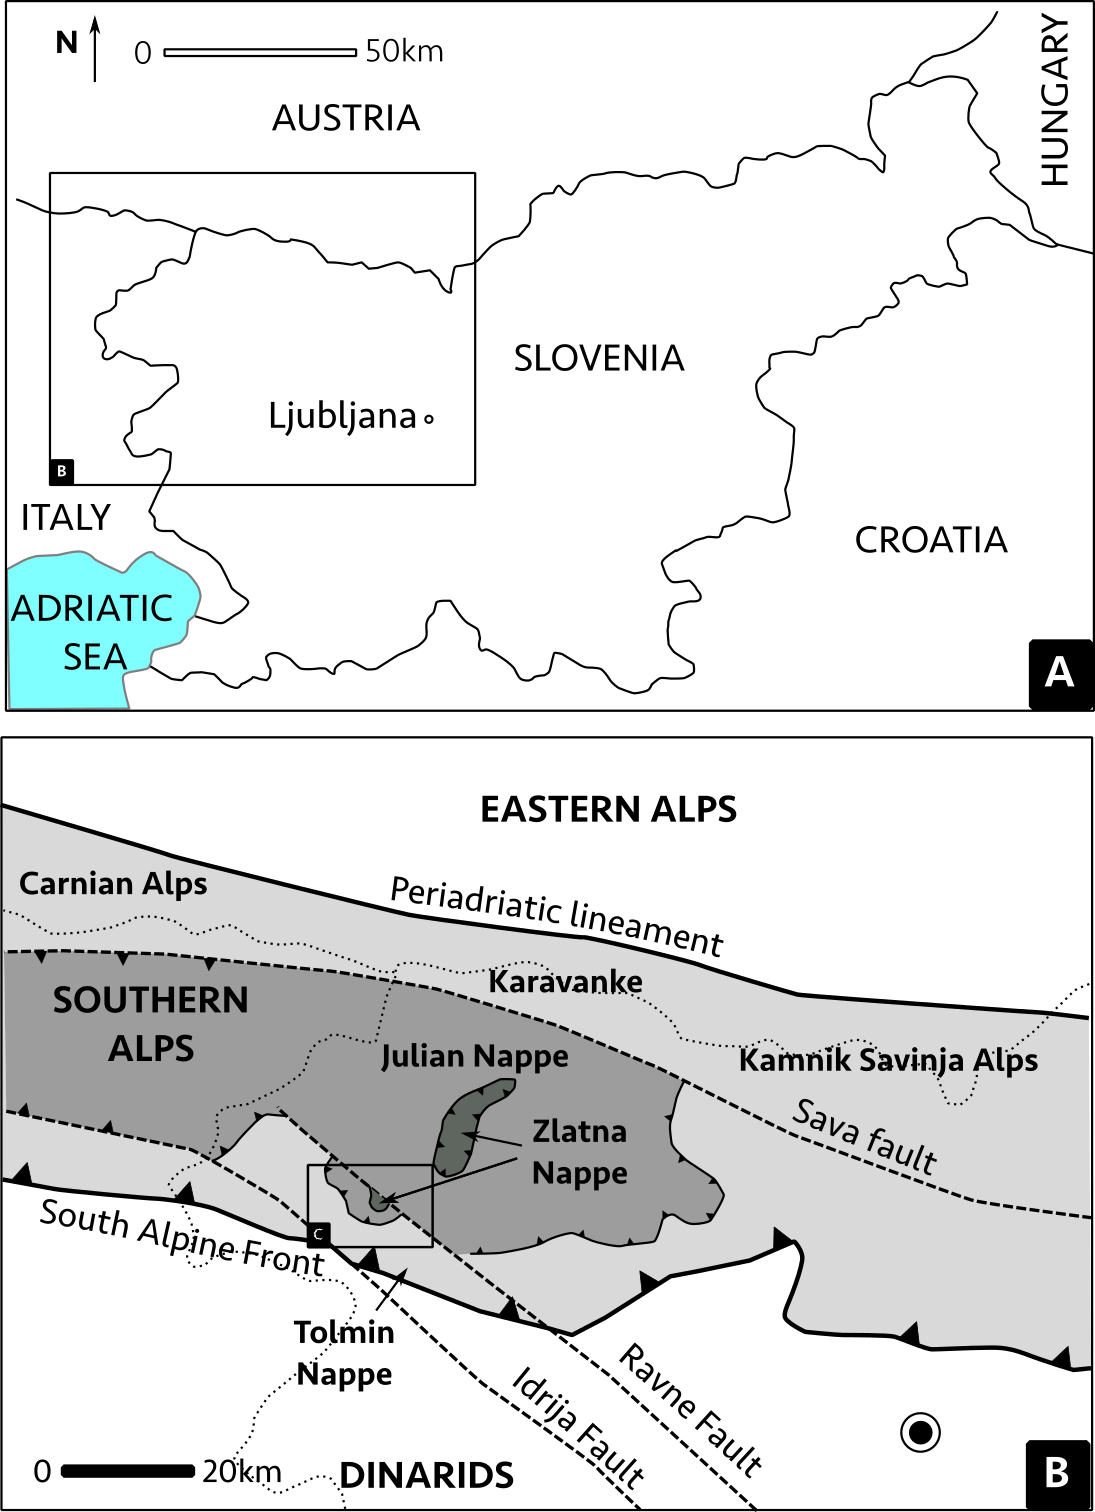 N
0 50km
AUSTRIA
HUNGARY
SLOVENIA
Ljubljana
B
ITALY
CROATIA
ADRIATIC
SEA
A
EASTERN ALPS
Carnian Alps
Periadriatic lineament
Karavanke
SOUTHERN
ALPS
Julian Nappe
Kamnik Savinja Alps
Sava fault
Zlatna
Nappe
South Alpine Front
C
Tolmin
Nappe
Ravne Fault
Idrija Fault
0 20km
DINARIDS
B